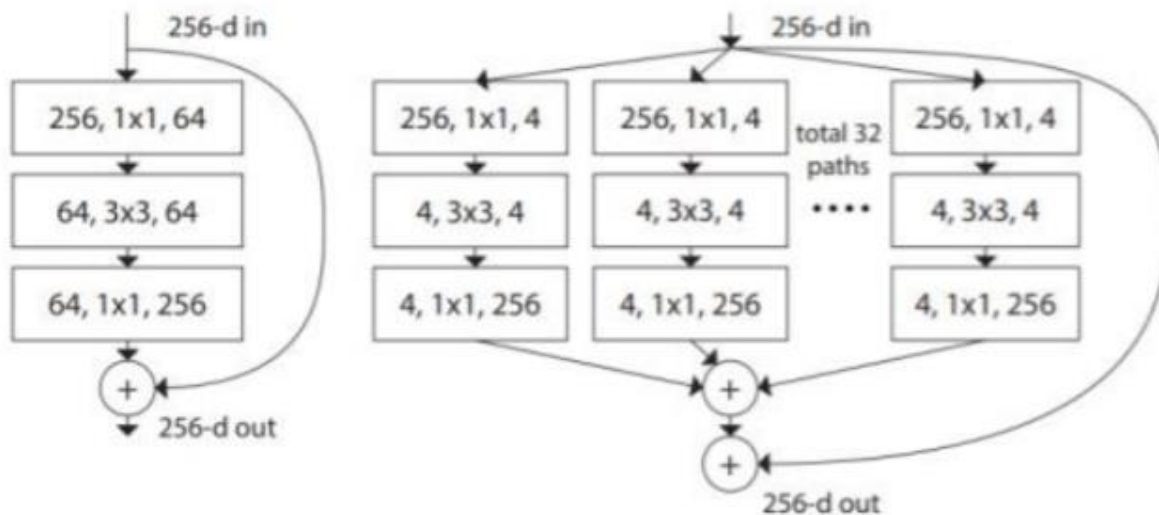 256-d in
256, 1x1, 64
64, 3x3, 64
64, 1x1, 256
+
256-d out
256-d in
256, 1x1, 4
256, 1x1, 4
total 32
paths
256, 1x1, 4
4, 3x3, 4
4, 3x3, 4
....
4, 3x3, 4
4, 1x1, 256
4, 1x1, 256
4, 1x1, 256
+
+
256-d out